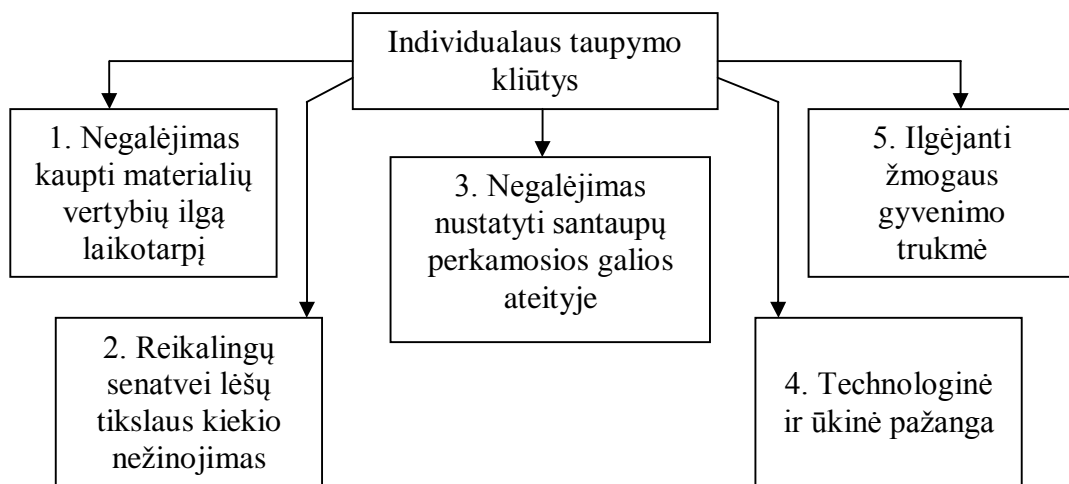 Individualaus taupymo
kliūtys
1. Negalėjimas
kaupti materialių
vertybių ilgą
laikotarpį
2. Reikalingų
senatvei lėšų
tikslaus kiekio
nežinojimas
3. Negalėjimas
nustatyti santaupų
perkamosios galios
ateityje
4. Technologinė
ir ūkinė pažanga
5. Ilgėjanti
žmogaus
gyvenimo
trukmė